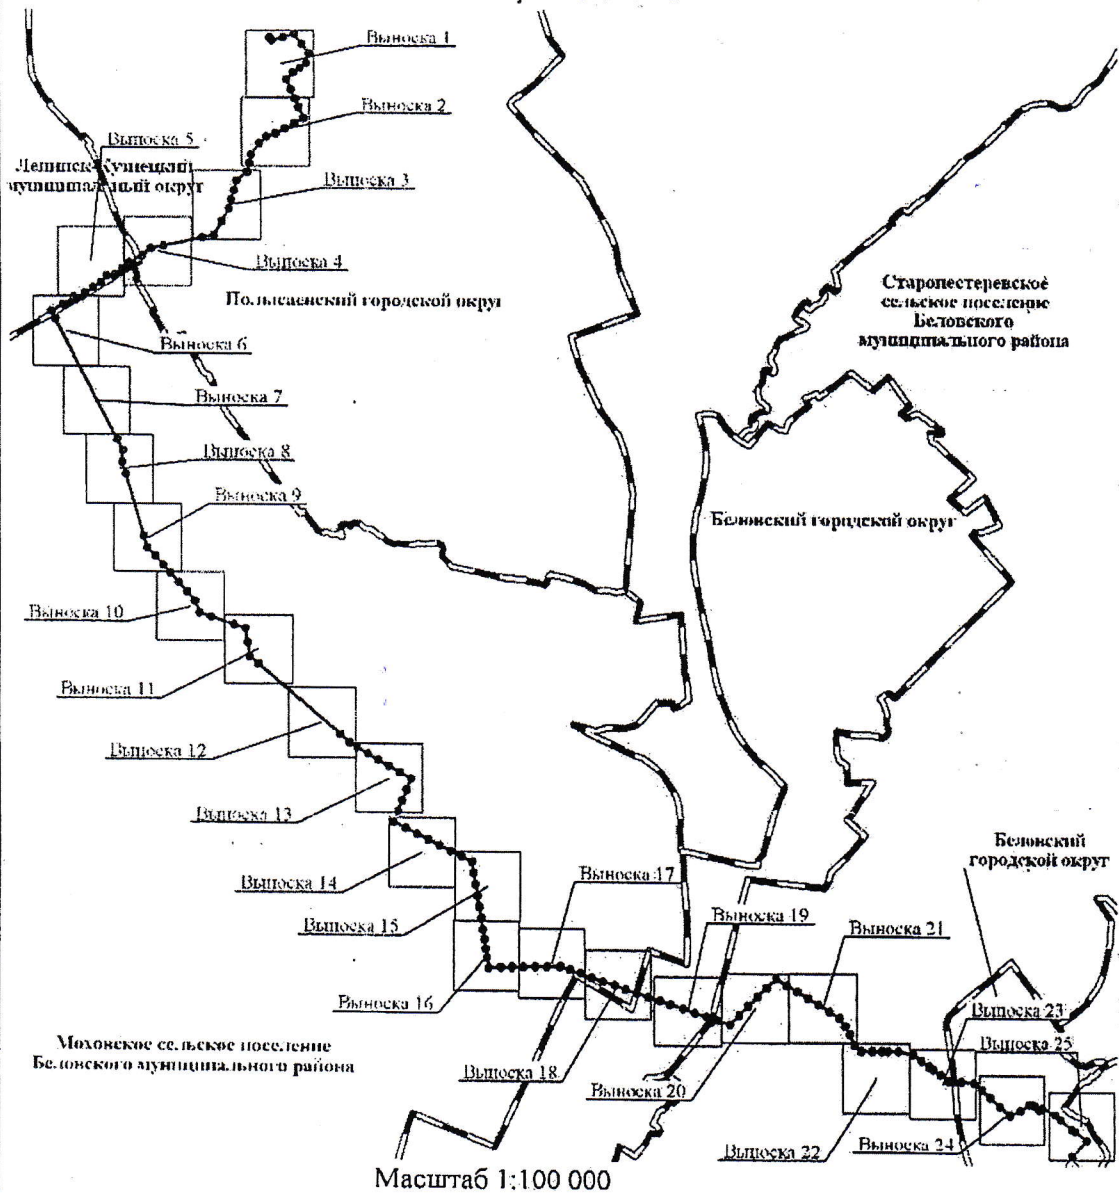 Выноска 1
Выноска 2
Выноска 5
Ленинск-Кузнецкий
муниципальный округ
Выноска 3
Выноска 4
Полысаевский городской округ
Старопестеревское
сельское поселение
Беловского
муниципального района
Выноска 6
Выноска 7
Выноска 8
Выноска 9
Беловский городской округ
Выноска 10
Выноска 11
Выноска 12
Выноска 13
Беловский
городской округ
Выноска 14
Выноска 17
Выноска 15
Выноска 19
Выноска 21
Выноска 16
Выноска 23
Моховское сельское поселение
Беловского муниципального района
Выноска 25
Выноска 18
Выноска 20
Выноска 22
Выноска 24
Масштаб 1:100 000